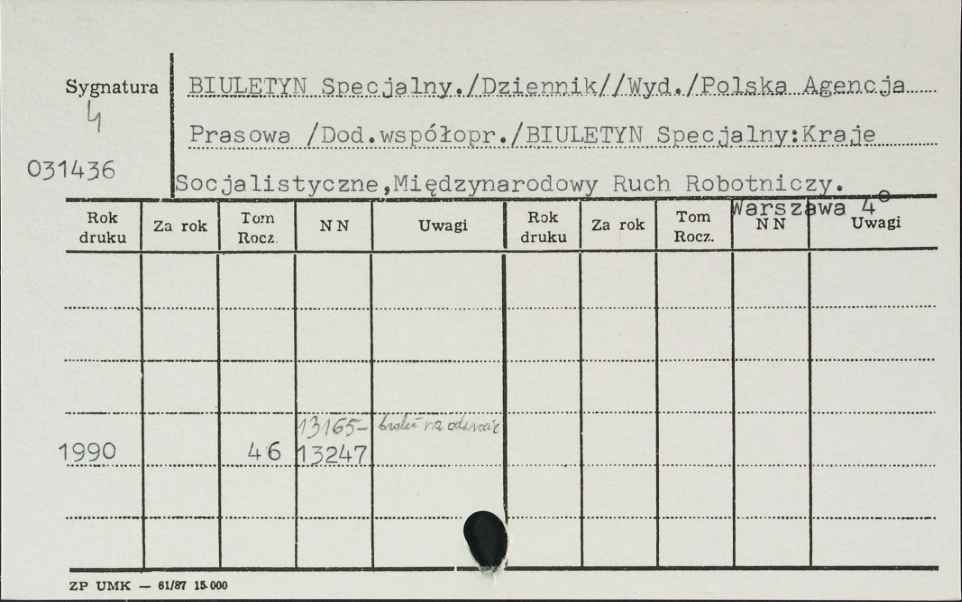 Sygnatura
4
031436
BIULETYN Specjalny./Dziennik//Wyd./Polska Agencja
Prasowa /Dod.współopr./BIULETYN Specjalny:Kraje
Socjalistyczne,Międzynarodowy Ruch Robotniczy.
Warszawa 4°
Rok druku Za rok Tom Rocz. N N Uwagi Rok druku Za rok Tom Rocz. N N Uwagi
13165-
1990 46 13247
ZP UMK — 61/87 15.000